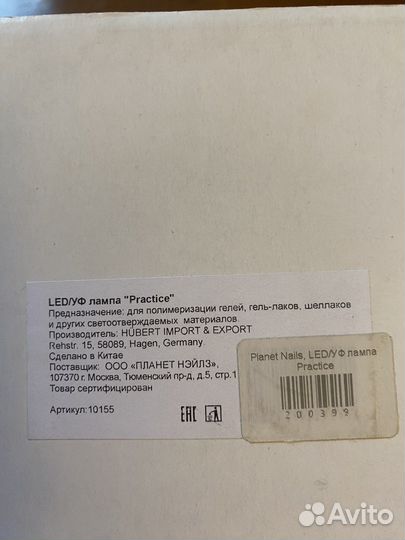 LED/УФ лампа "Practice"
Предназначение: для полимеризации гелей, гель-лаков, шеллаков
и других светоотверждаемых материалов.
Производитель: HÜBERT IMPORT & EXPORT
Rehstr. 15, 58089, Hagen, Germany
Сделано в Китае
Поставщик: ООО «ПЛАНЕТ НЭЙЛЗ»,
107370 г. Москва, Тюменский пр-д, д.5, стр.1
Товар сертифицирован
Артикул:10155
EAC
Planet Nails, LED/УФ лампа
Practice
200399
Avito